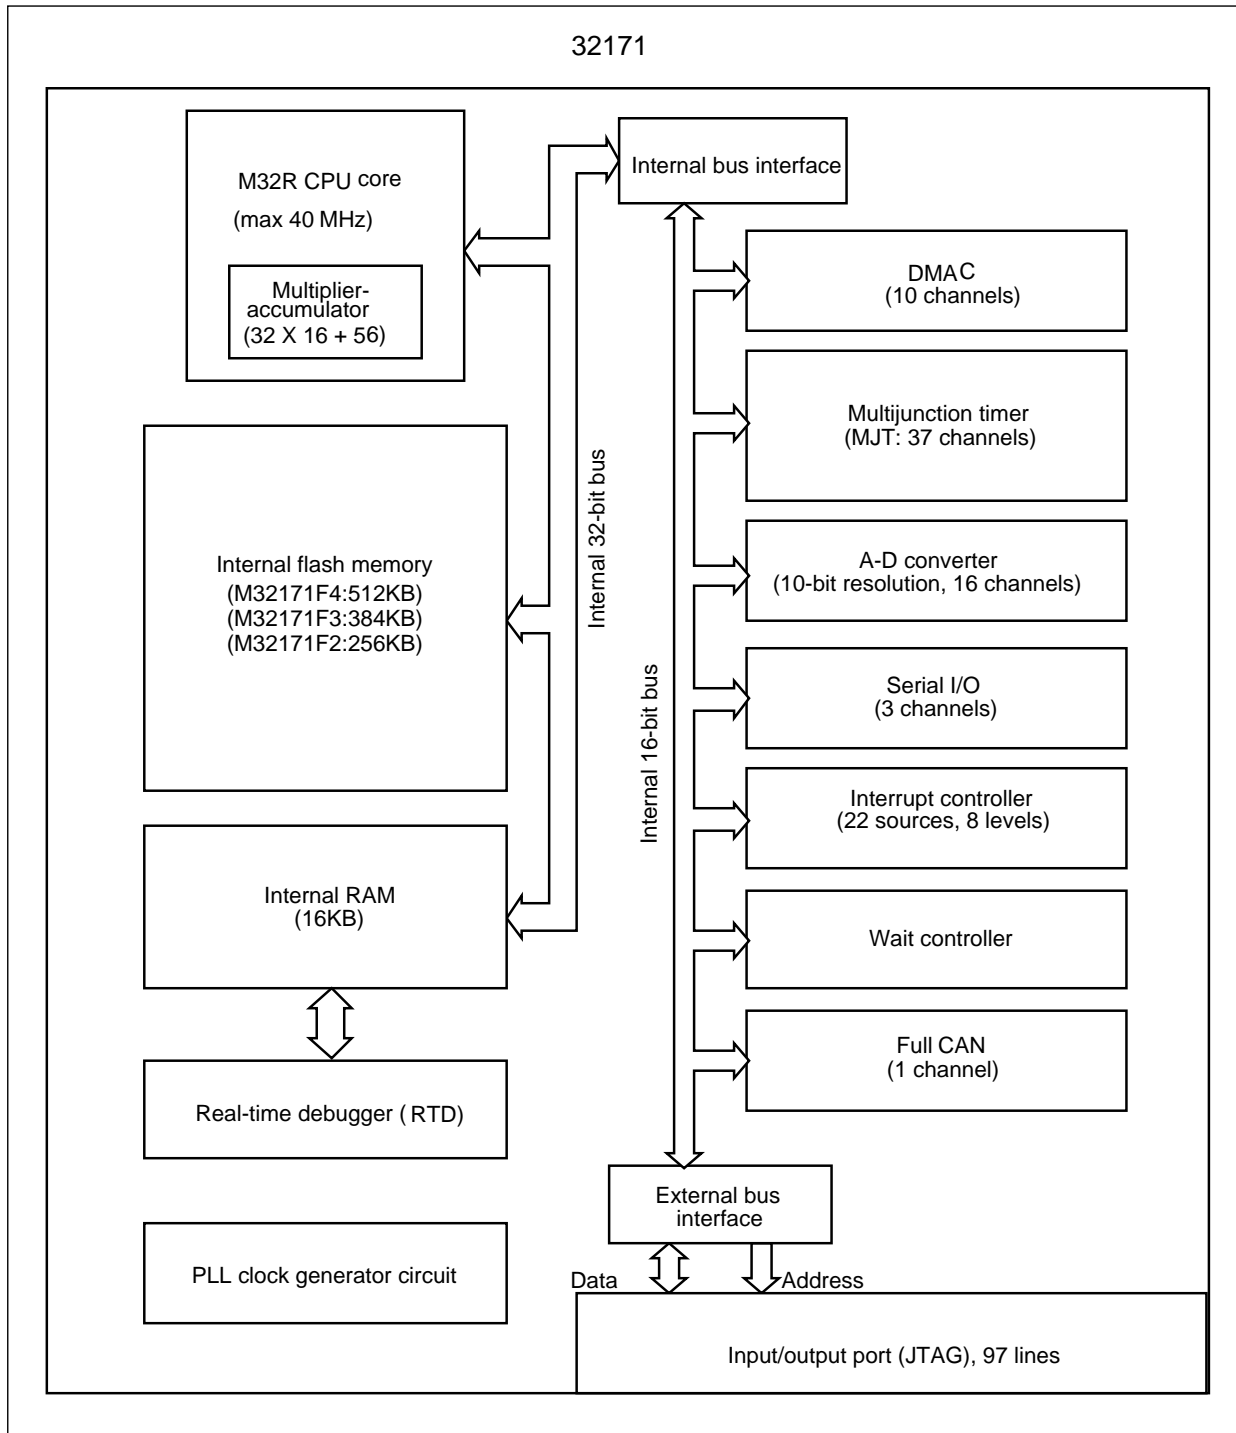 32171
M32R CPU core
(max 40 MHz)
Multiplier-
accumulator
(32 X 16 + 56)
Internal flash memory
(M32171F4:512KB)
(M32171F3:384KB)
(M32171F2:256KB)
Internal RAM
(16KB)
Real-time debugger (RTD)
PLL clock generator circuit
Internal 32-bit bus
Internal bus interface
Internal 16-bit bus
DMAC
(10 channels)
Multijunction timer
(MJT: 37 channels)
A-D converter
(10-bit resolution, 16 channels)
Serial I/O
(3 channels)
Interrupt controller
(22 sources, 8 levels)
Wait controller
Full CAN
(1 channel)
External bus
interface
Data
Address
Input/output port (JTAG), 97 lines